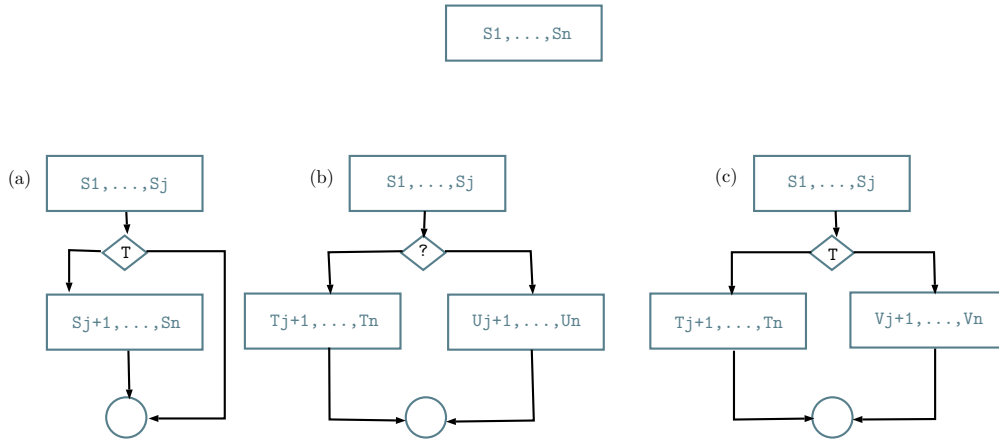 S1,...,Sn
(a)
S1,...,Sj
T
Sj+1,...,Sn
(b)
S1,...,Sj
?
Tj+1,...,Tn
Uj+1,...,Un
(c)
S1,...,Sj
T
Tj+1,...,Tn
Vj+1,...,Vn